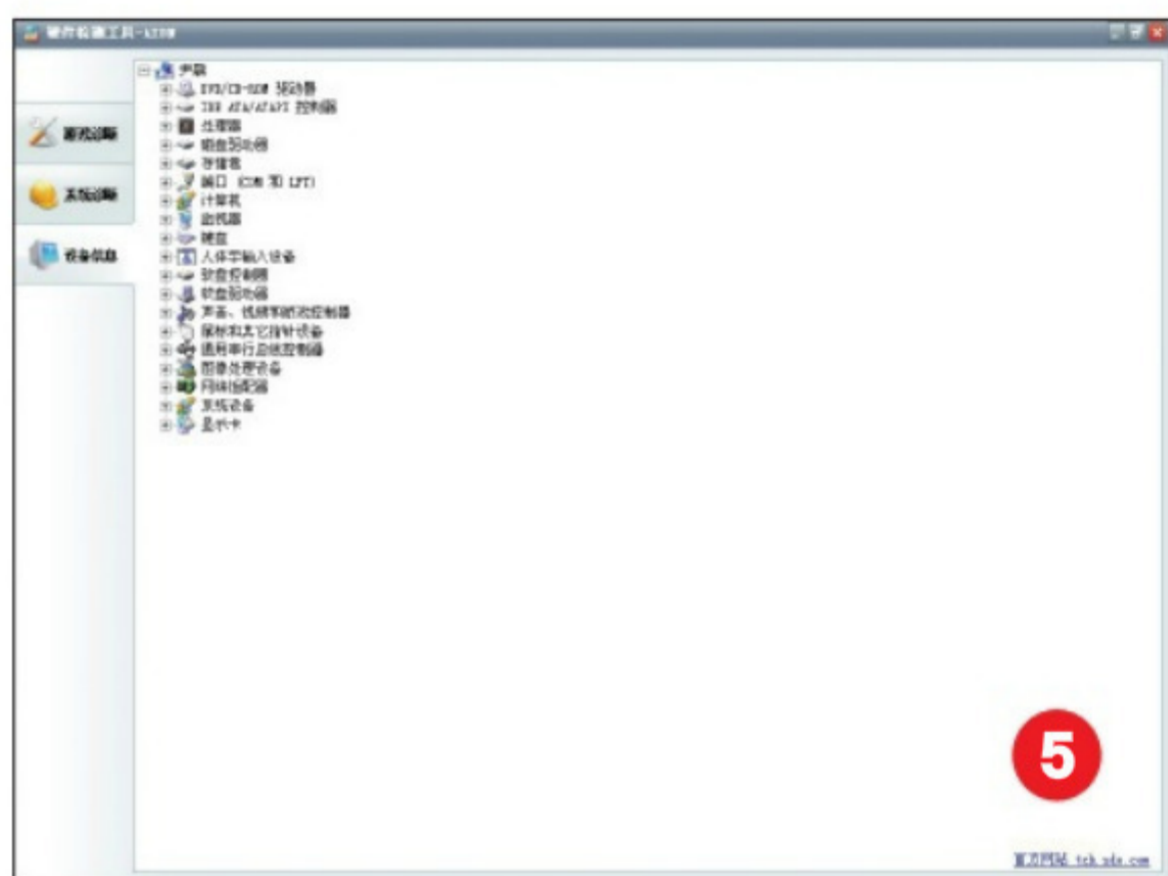 硬件检测工具
游戏诊断
系统诊断
设备信息
DVD/CD-ROM 驱动器
IDE ATA/ATAPI 控制器
处理器
磁盘驱动器
存储卷
端口 (COM 和 LPT)
计算机
监视器
键盘
人体学输入设备
软盘控制器
软盘驱动器
声音、视频和游戏控制器
鼠标和其它指针设备
通用串行总线控制器
图像处理设备
网络适配器
系统设备
显示卡
5
官方网站